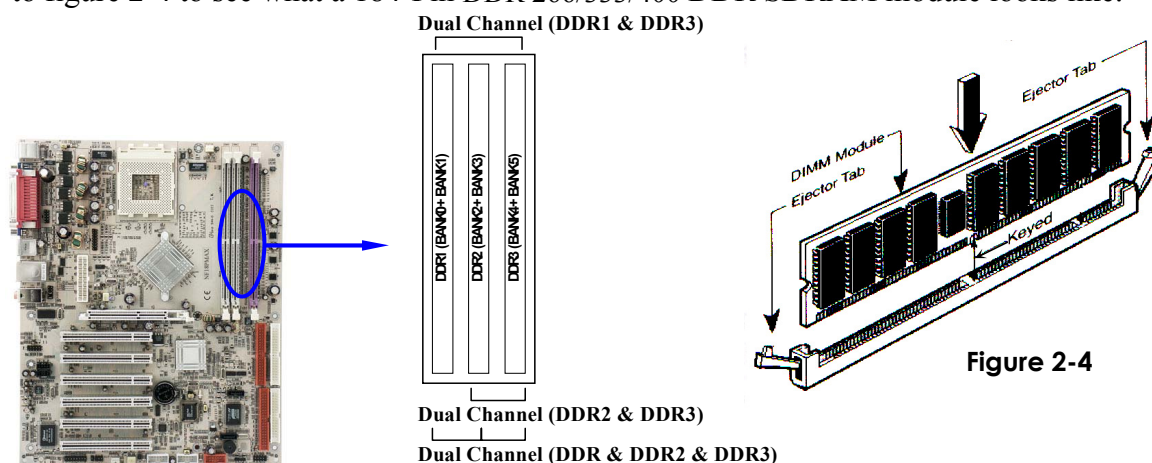 Dual Channel (DDR1 & DDR3)
DDR1 (BANK0+ BANK1)
DDR2 (BANK2+ BANK3)
DDR3 (BANK4+ BANK5)
Dual Channel (DDR2 & DDR3)
Dual Channel (DDR & DDR2 & DDR3)
Ejector Tab
DIMM Module
Ejector Tab
Keyed
Figure 2-4